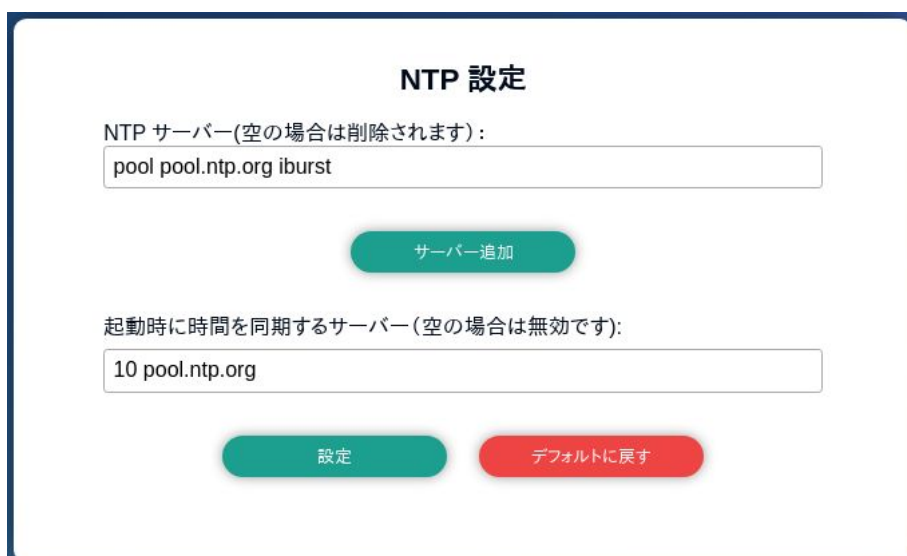 NTP 設定
NTP サーバー(空の場合は削除されます）:
pool pool.ntp.org iburst
サーバー追加
起動時に時間を同期するサーバー（空の場合は無効です):
10 pool.ntp.org
設定
デフォルトに戻す